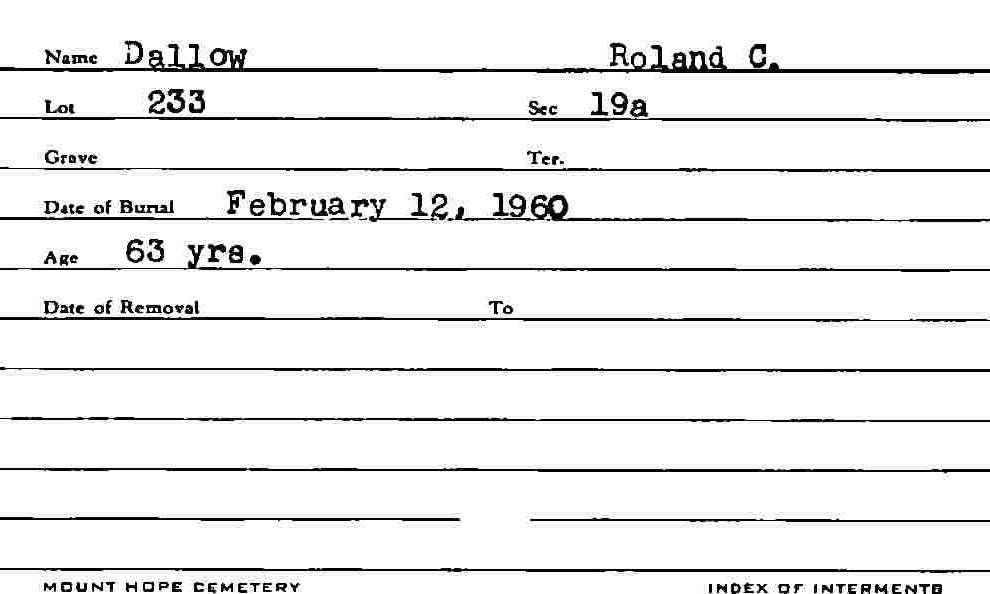 Name Dallow Roland C.
Lot 233 Sec 19a
Grave Ter.
Date of Burial February 12, 1960
Age 63 yrs.
Date of Removal To
MOUNT HOPE CEMETERY INDEX OF INTERMENTS